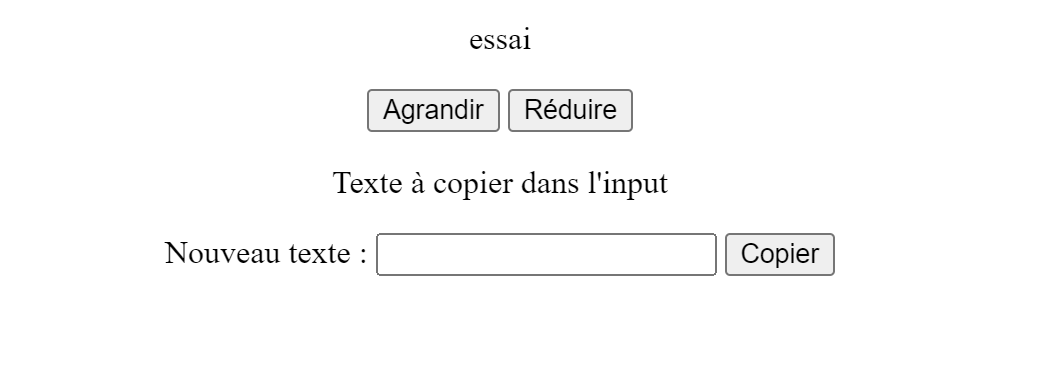 essai
Agrandir Réduire
Texte à copier dans l'input
Nouveau texte : Copier